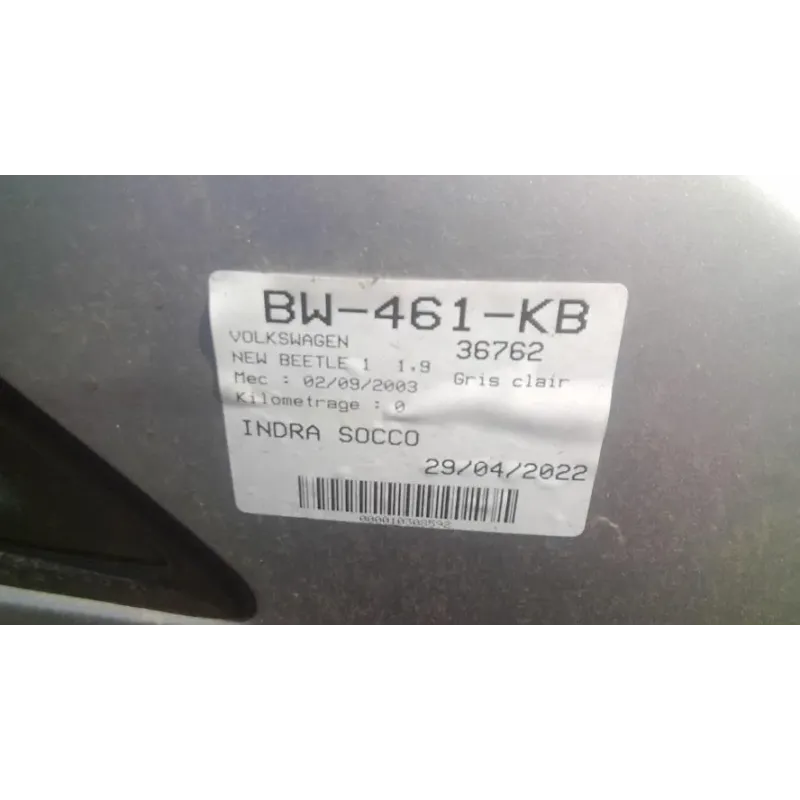 BW-461-KB
VOLKSWAGEN 36762
NEW BEETLE 1 1.9
Mec : 02/09/2003 Gris clair
Kilometrage : 0
INDRA SOCCO
29/04/2022
000010308592